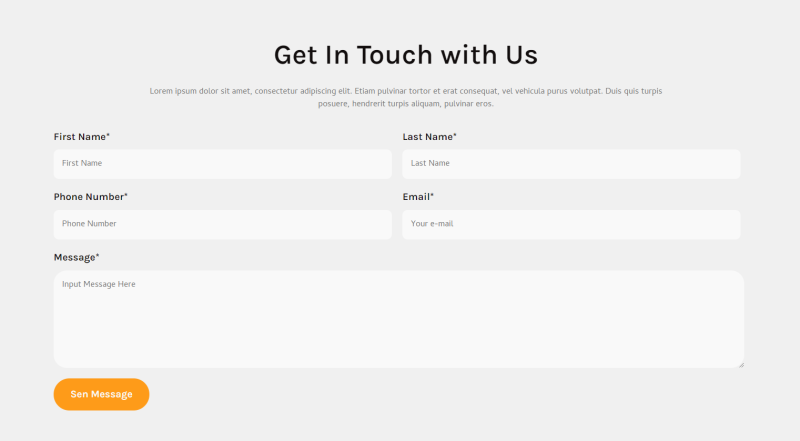 Get In Touch with Us
Lorem ipsum dolor sit amet, consectetur adipiscing elit. Etiam pulvinar tortor et erat consequat, vel vehicula purus volutpat. Duis quis turpis
posuere, hendrerit turpis aliquam, pulvinar eros.
First Name*
Last Name*
First Name
Last Name
Phone Number*
Email*
Phone Number
Your e-mail
Message*
Input Message Here
Sen Message